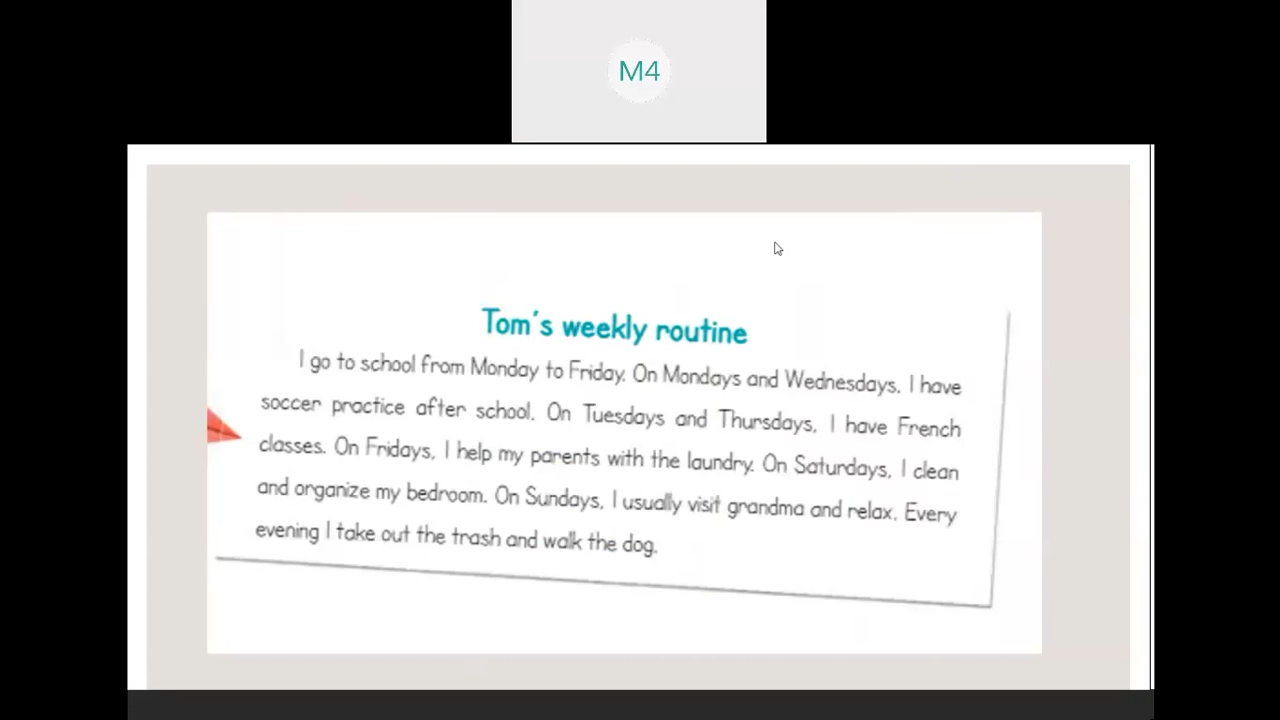 M4
Tom's weekly routine
I go to school from Monday to Friday. On Mondays and Wednesdays, I have
soccer practice after school. On Tuesdays and Thursdays, I have French
classes. On Fridays, I help my parents with the laundry. On Saturdays, I clean
and organize my bedroom. On Sundays, I usually visit grandma and relax. Every
evening I take out the trash and walk the dog.